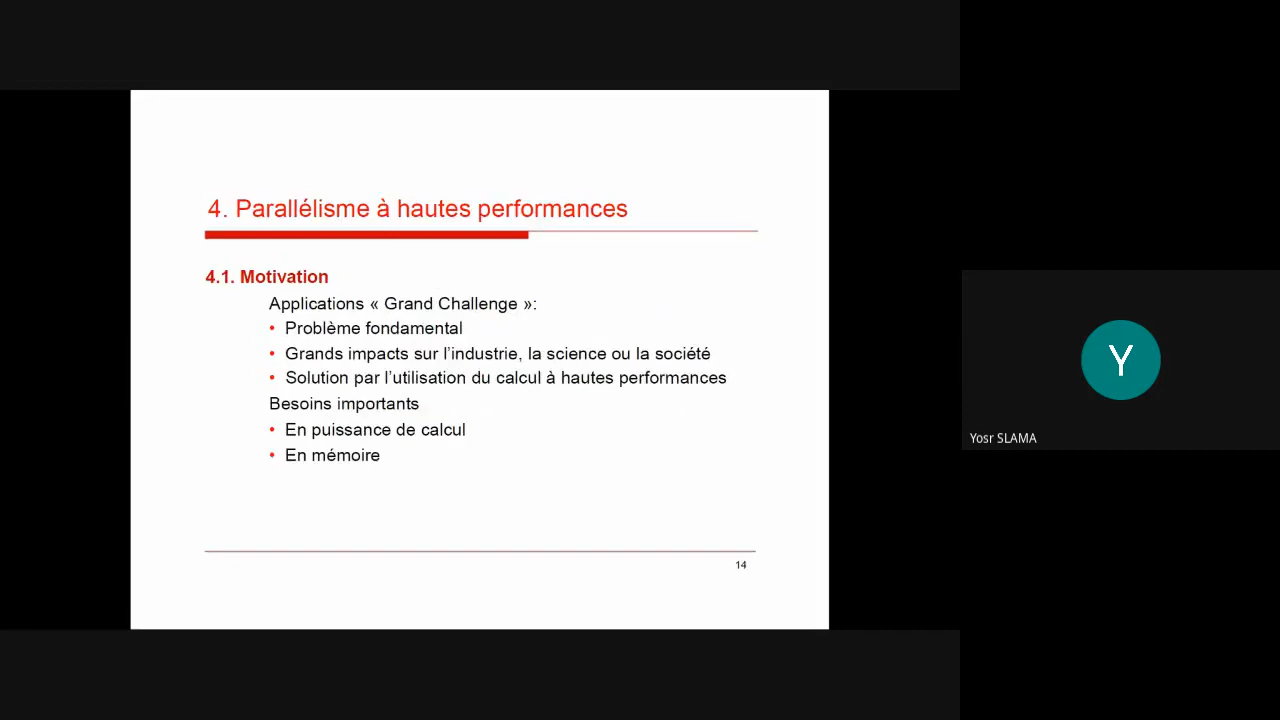 4. Parallélisme à hautes performances
4.1. Motivation
Applications « Grand Challenge »:
• Problème fondamental
• Grands impacts sur l’industrie, la science ou la société
• Solution par l’utilisation du calcul à hautes performances
Besoins importants
• En puissance de calcul
• En mémoire
14
Y
Yosr SLAMA